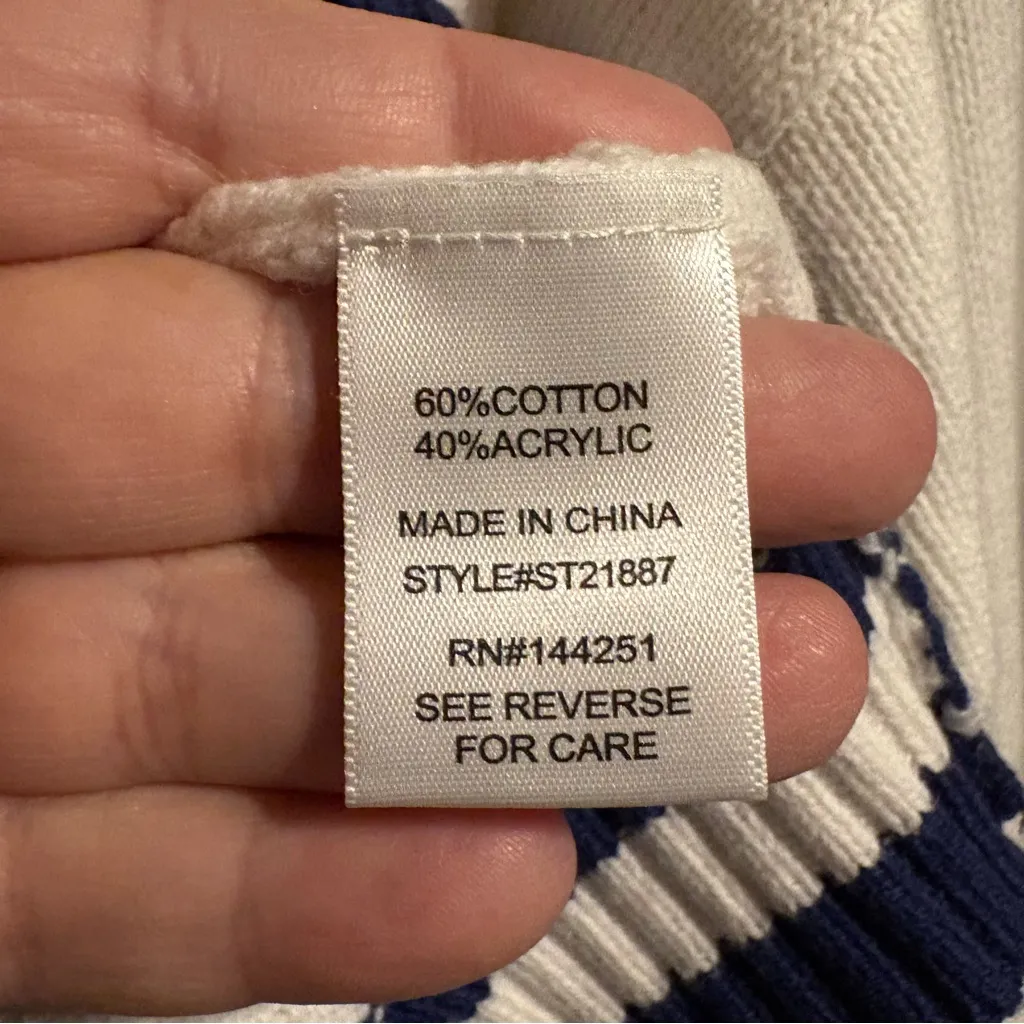 60%COTTON
40%ACRYLIC
MADE IN CHINA
STYLE#ST21887
RN#144251
SEE REVERSE
FOR CARE